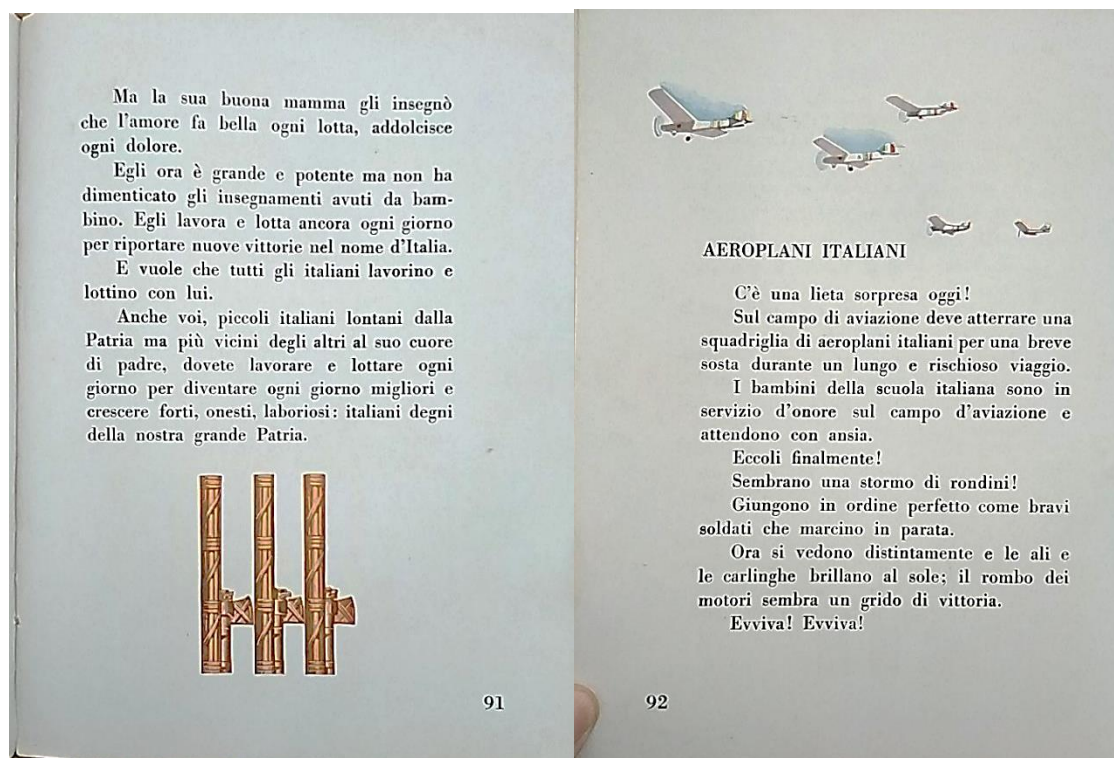 Ma la sua buona mamma gli insegnò
che l'amore fa bella ogni lotta, addolcisce
ogni dolore.
Egli ora è grande e potente ma non ha
dimenticato gli insegnamenti avuti da bam-
bino. Egli lavora e lotta ancora ogni giorno
per riportare nuove vittorie nel nome d'Italia.
E vuole che tutti gli italiani lavorino e
lottino con lui.
Anche voi, piccoli italiani lontani dalla
Patria ma più vicini degli altri al suo cuore
di padre, dovete lavorare e lottare ogni
giorno per diventare ogni giorno migliori e
crescere forti, onesti, laboriosi: italiani degni
della nostra grande Patria.
91
AEROPLANI ITALIANI
C'è una lieta sorpresa oggi!
Sul campo di aviazione deve atterrare una
squadriglia di aeroplani italiani per una breve
sosta durante un lungo e rischioso viaggio.
I bambini della scuola italiana sono in
servizio d'onore sul campo d'aviazione e
attendono con ansia.
Eccoli finalmente!
Sembrano una stormo di rondini!
Giungono in ordine perfetto come bravi
soldati che marcino in parata.
Ora si vedono distintamente e le ali e
le carlinghe brillano al sole; il rombo dei
motori sembra un grido di vittoria.
Evviva! Evviva!
92